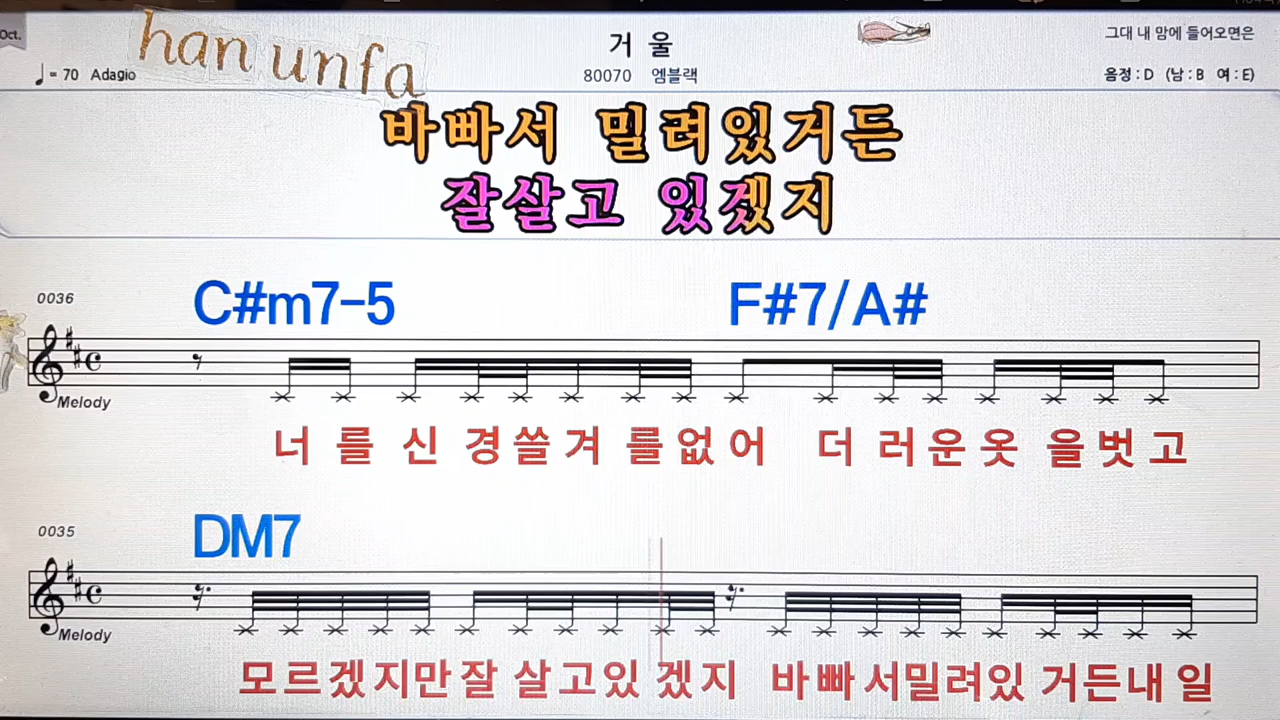 Oct.
han unfa
거 울
그대 내 맘에 들어오면은
♩= 70 Adagio
80070 엠블랙
음정 : D (남 : B 여 : E)
바빠서 밀려있거든
잘살고 있겠지
0036
C#m7-5 F#7/A#
Melody
너 를 신 경쓸겨 를없어 더 러운옷 을벗고
0035
DM7
Melody
모르겠지만잘 살고있 겠지 바빠서밀려있 거든내일